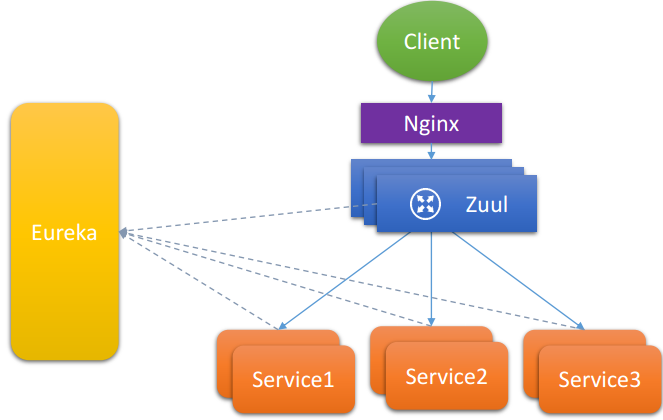 Client
Nginx
Zuul
Eureka
Service1
Service2
Service3